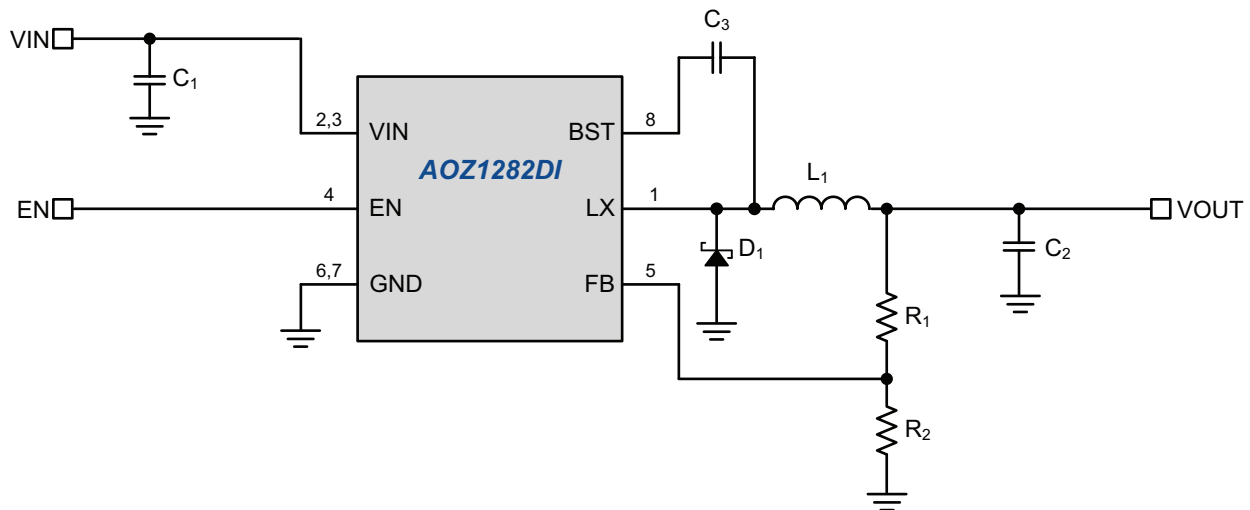 C₃
VIN
C₁
2,3
VIN
BST
8
AOZ1282DI
L₁
EN
4
EN
LX
1
VOUT
D₁
C₂
6,7
GND
FB
5
R₁
R₂